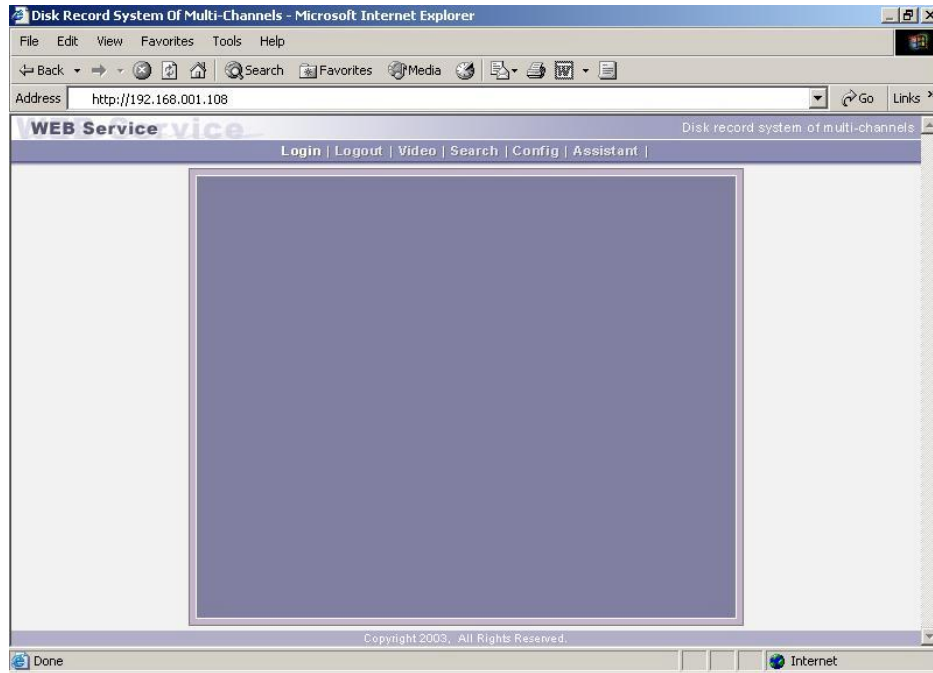 Disk Record System Of Multi-Channels - Microsoft Internet Explorer
File Edit View Favorites Tools Help
Back Search Favorites Media
Address http://192.168.001.108 Go Links
WEB Service Disk record system of multi-channels
Login | Logout | Video | Search | Config | Assistant |
Copyright 2003, All Rights Reserved.
Done Internet